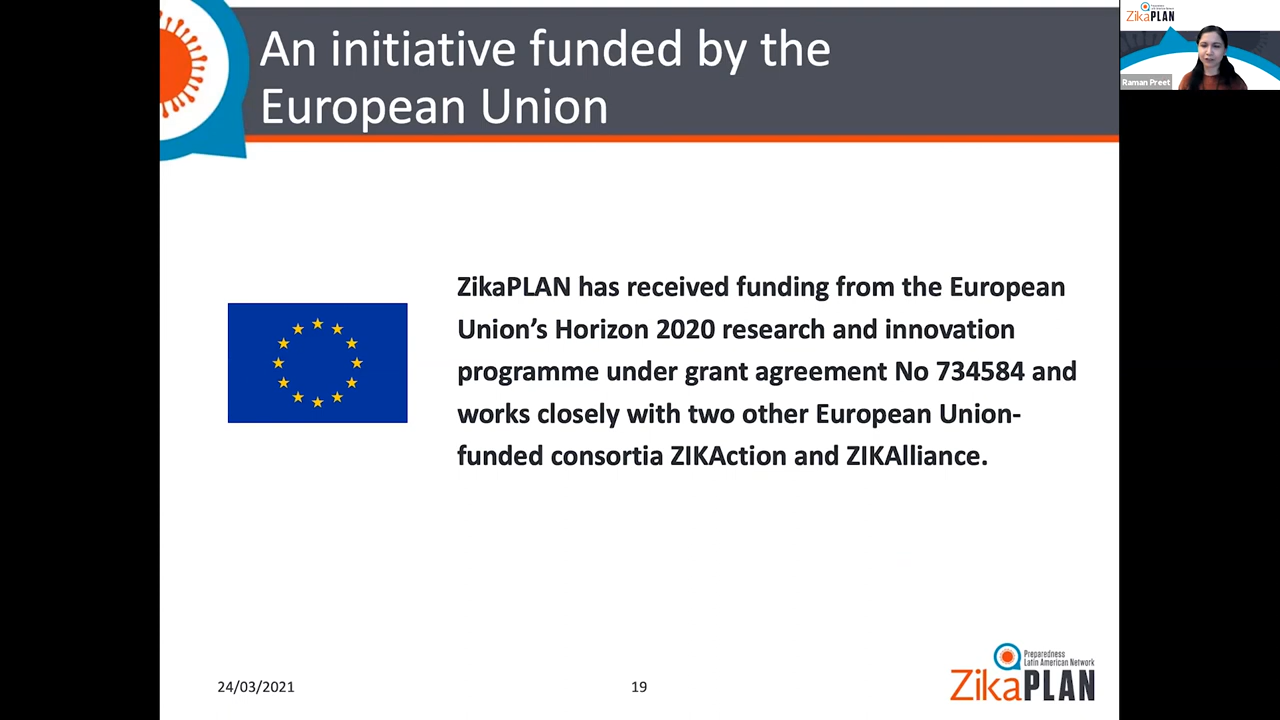 An initiative funded by the
European Union
ZikaPLAN
Raman Preet
ZikaPLAN has received funding from the European
Union’s Horizon 2020 research and innovation
programme under grant agreement No 734584 and
works closely with two other European Union-
funded consortia ZIKAction and ZIKAlliance.
Preparedness
Latin American Network
ZikaPLAN
24/03/2021
19